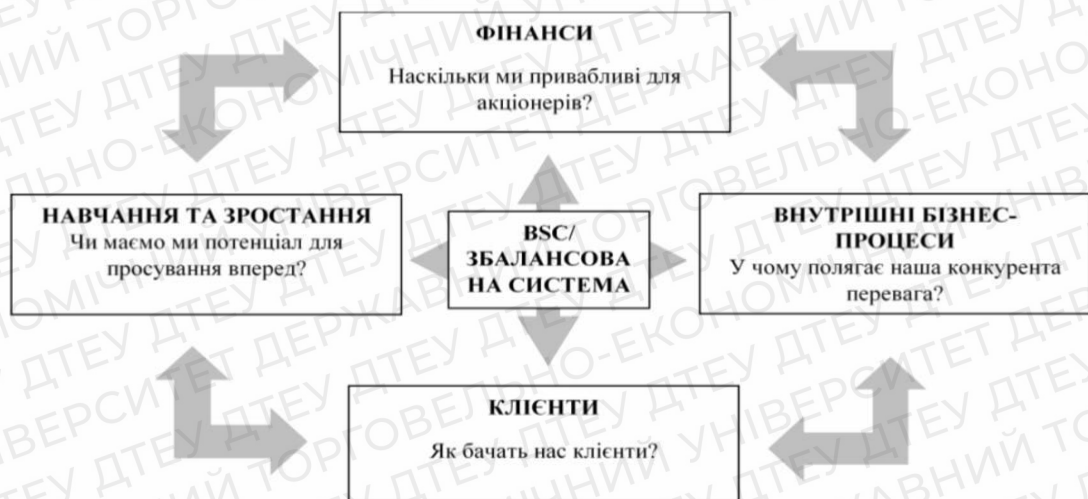 ФІНАНСИ
Наскільки ми привабливі для
акціонерів?
НАВЧАННЯ ТА ЗРОСТАННЯ
Чи маємо ми потенціал для
просування вперед?
BSC/
ЗБАЛАНСОВА
НА СИСТЕМА
ВНУТРІШНІ БІЗНЕС-
ПРОЦЕСИ
У чому полягає наша конкурента
перевага?
КЛІЄНТИ
Як бачать нас клієнти?